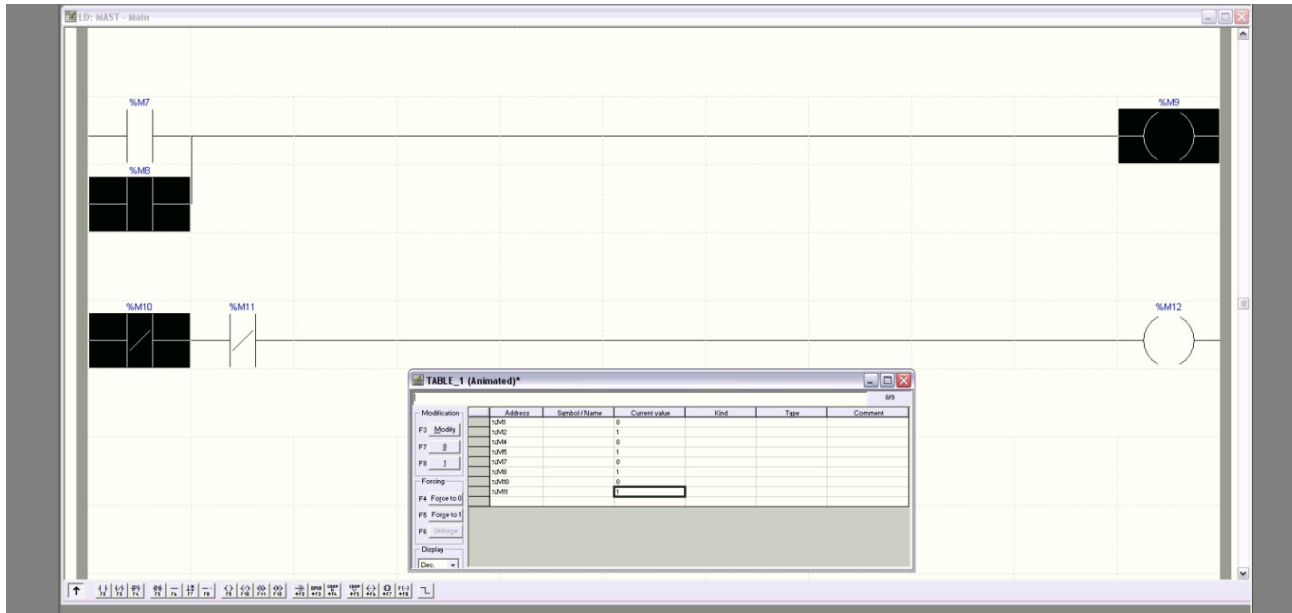 LD: MAST - Main
%M7
%M9
%M8
%M10
%M11
%M12
TABLE_1 (Animated)*
0/9
Modification
F3 Modify
F7 0
F8 1
Forcing
F4 Force to 0
F5 Force to 1
F6 Unforge
Display
Dec.
Address Symbol / Name Current value Kind Type Comment
%M1 0
%M2 1
%M4 0
%M5 1
%M7 0
%M8 1
%M10 0
%M11 1